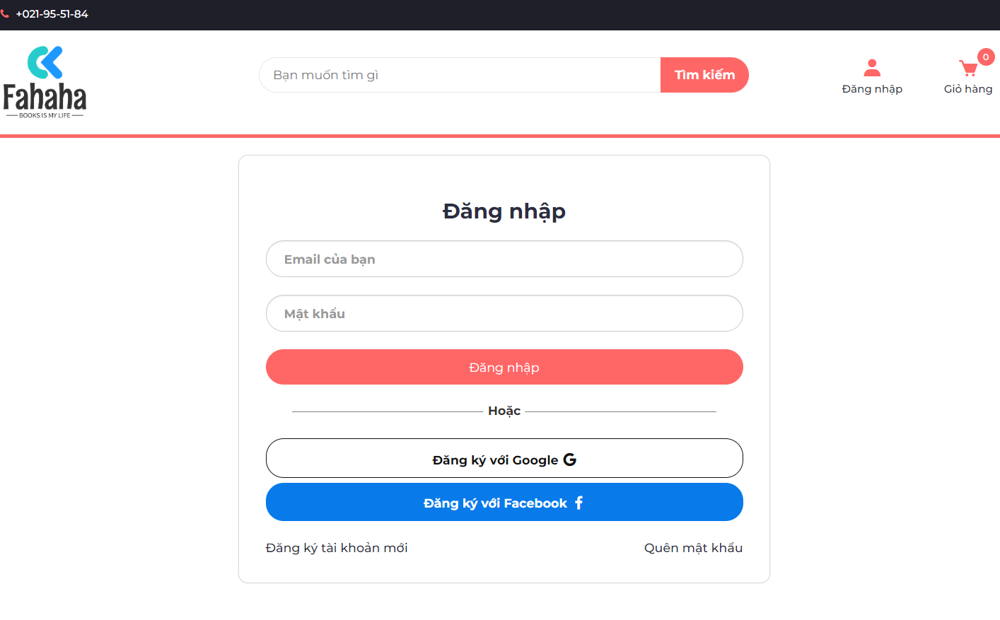 +021-95-51-84
Fahaha
BOOKS IS MY LIFE
Bạn muốn tìm gì
Tìm kiếm
Đăng nhập
0
Giỏ hàng
Đăng nhập
Email của bạn
Mật khẩu
Đăng nhập
Hoặc
Đăng ký với Google G
Đăng ký với Facebook f
Đăng ký tài khoản mới
Quên mật khẩu